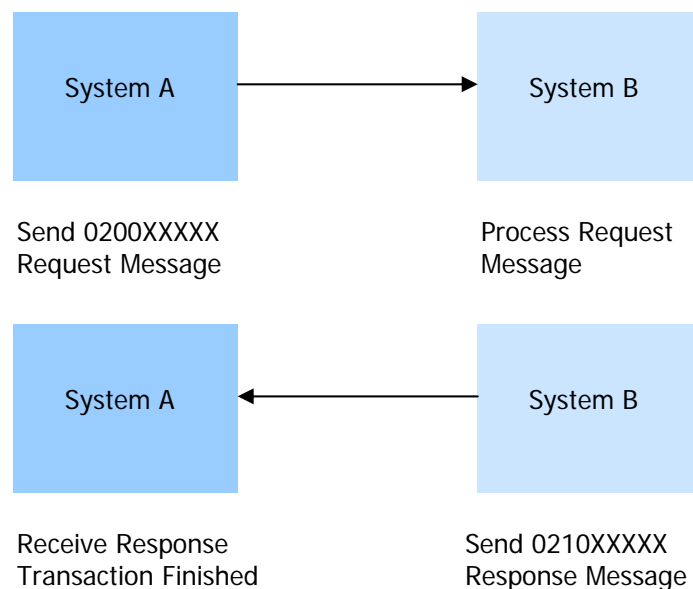 System A
System B
Send 0200XXXXX
Request Message
Process Request
Message
System A
System B
Receive Response
Transaction Finished
Send 0210XXXXX
Response Message